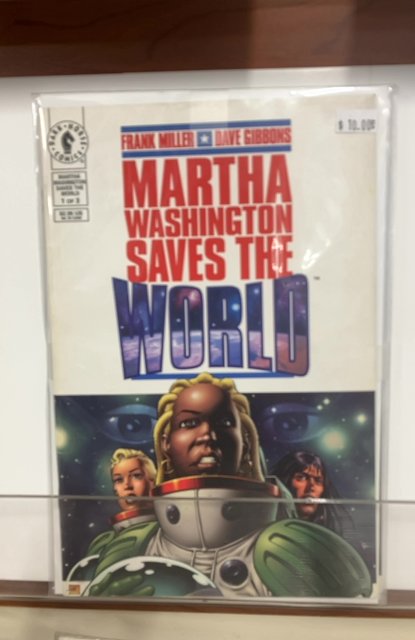 DARK HORSE COMICS
MARTHA
WASHINGTON
SAVES THE
WORLD
1 OF 3
FRANK MILLER ★ DAVE GIBBONS
$ 10.00
MARTHA
WASHINGTON
SAVES THE
WORLD™